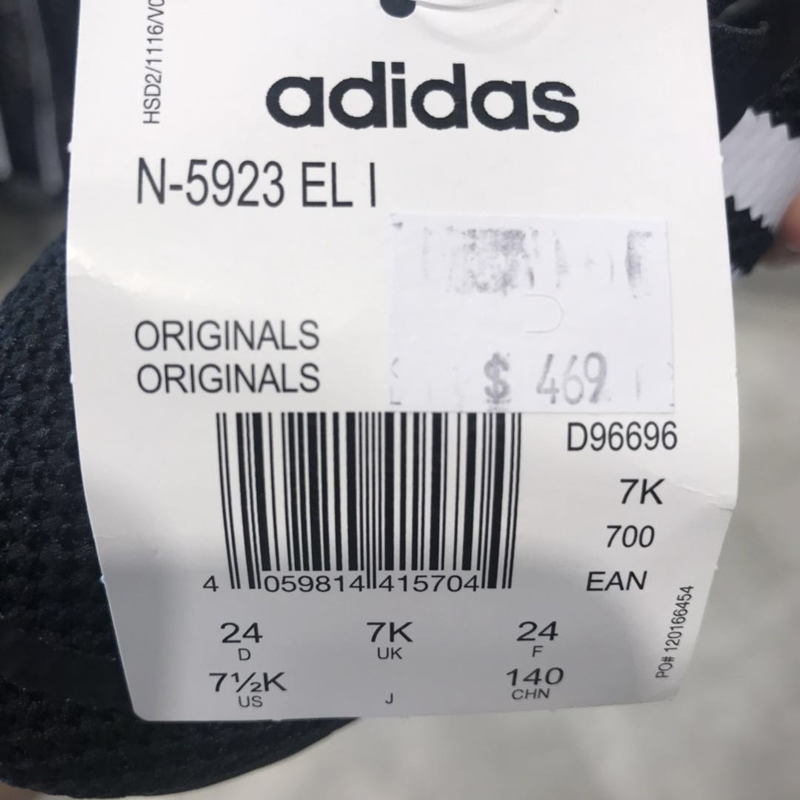 HSD2/1116/V0
adidas
N-5923 EL I
$ 469
ORIGINALS
ORIGINALS
D96696
7K
700
4 059814 415704
EAN
24 7K 24
D UK F
7½K 140
US J CHN
PO# 120166454